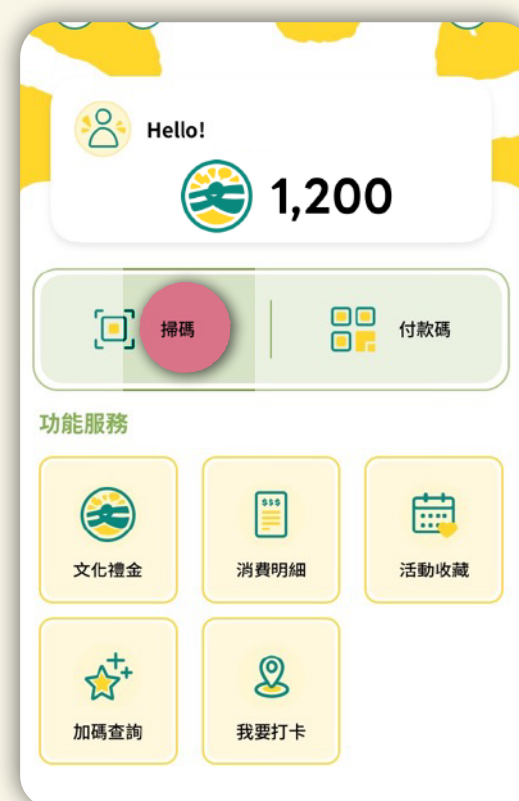 Hello!
1,200
掃碼
付款碼
功能服務
$$$
文化禮金
消費明細
活動收藏
加碼查詢
我要打卡